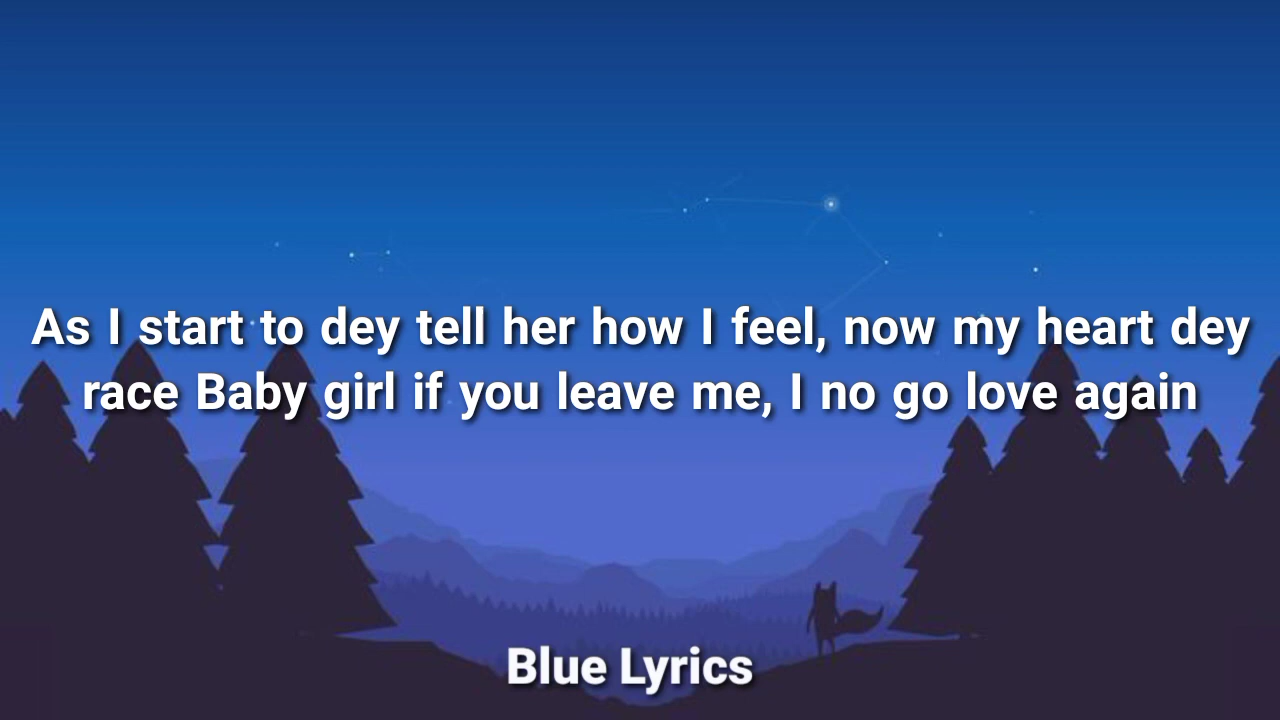 As I start to dey tell her how I feel, now my heart dey
race Baby girl if you leave me, I no go love again
Blue Lyrics